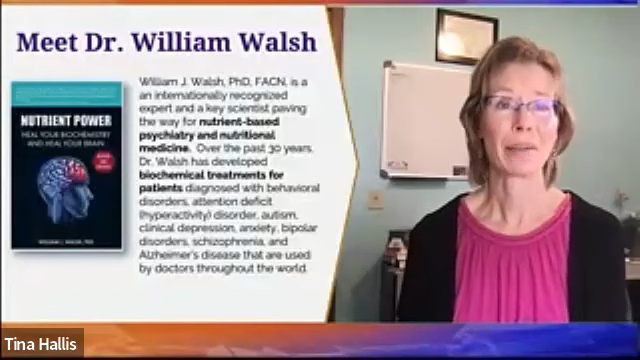 Meet Dr. William Walsh
William J. Walsh, PhD, FACN, is a
an internationally recognized
expert and a key scientist paving
the way for nutrient-based
psychiatry and nutritional
medicine. Over the past 30 years,
Dr. Walsh has developed
biochemical treatments for
patients diagnosed with behavioral
disorders, attention deficit
(hyperactivity) disorder, autism,
clinical depression, anxiety, bipolar
disorders, schizophrenia, and
Alzheimer's disease that are used
by doctors throughout the world.
NUTRIENT POWER
HEAL YOUR BIOCHEMISTRY
AND HEAL YOUR BRAIN
WILLIAM J. WALSH, PHD
Tina Hallis